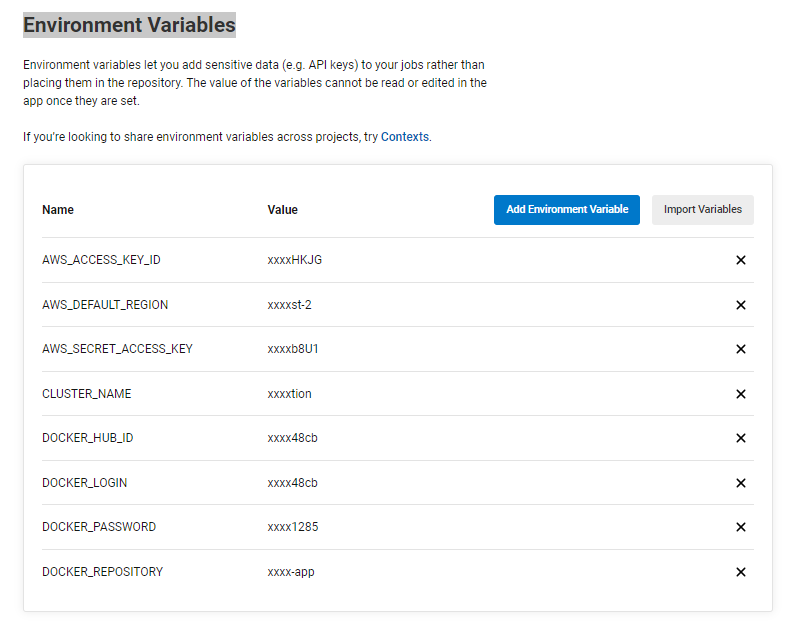 Environment Variables
Environment variables let you add sensitive data (e.g. API keys) to your jobs rather than
placing them in the repository. The value of the variables cannot be read or edited in the
app once they are set.
If you're looking to share environment variables across projects, try Contexts.
Name Value Add Environment Variable Import Variables
AWS_ACCESS_KEY_ID xxxxHKJG
AWS_DEFAULT_REGION xxxxst-2
AWS_SECRET_ACCESS_KEY xxxxb8U1
CLUSTER_NAME xxxxtion
DOCKER_HUB_ID xxxx48cb
DOCKER_LOGIN xxxx48cb
DOCKER_PASSWORD xxxx1285
DOCKER_REPOSITORY xxxx-app